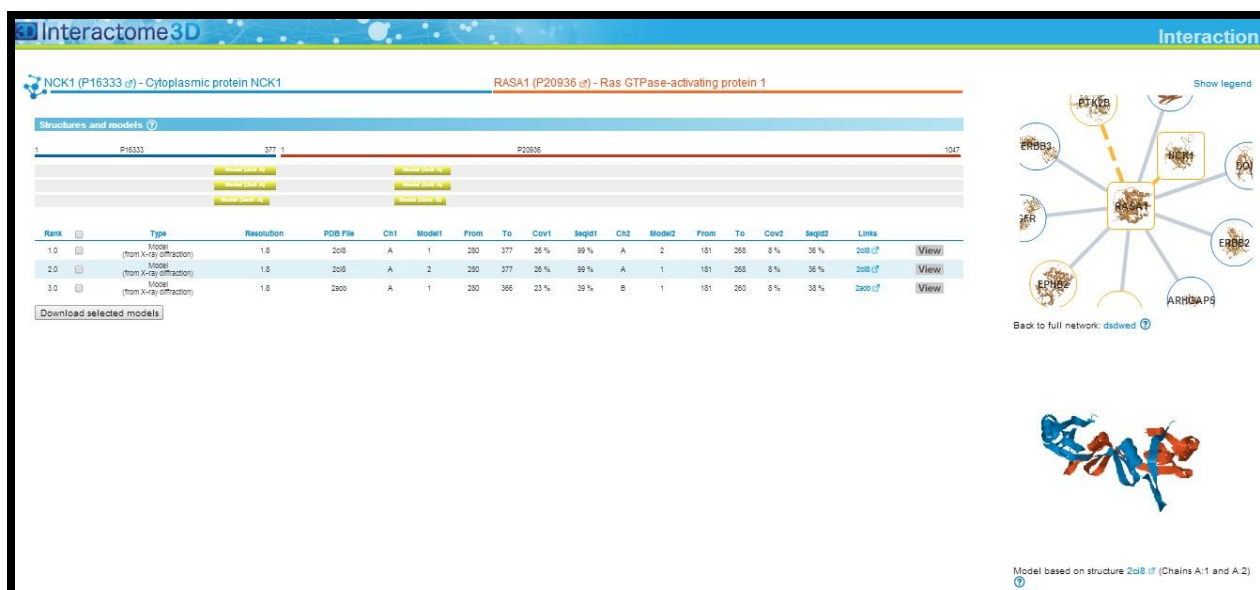 3D Interactome3D
Interaction
NCK1 (P16333) - Cytoplasmic protein NCK1
RASA1 (P20936) - Ras GTPase-activating protein 1
Show legend
Structures and models ?
1 P16333 377 1 P20936 1047
Rank Type Resolution PDB File Ch1 Model1 From To Cov1 SeqId1 Ch2 Model2 From To Cov2 SeqId2 Links
1.0 Model (from X-ray diffraction) 1.8 2ci8 A 1 280 377 26 % 99 % A 2 181 268 8 % 36 % 2ci8 View
2.0 Model (from X-ray diffraction) 1.8 2ci8 A 2 280 377 26 % 99 % A 1 181 268 8 % 36 % 2ci8 View
3.0 Model (from X-ray diffraction) 1.8 2aob A 1 280 366 23 % 39 % B 1 181 260 8 % 38 % 2aob View
Download selected models
PTK2B
ERBB3
NCK1
RASA1
ERBB2
EPHB2
ARHGAP5
Back to full network: dsdwed ?
Model based on structure 2ci8 (Chains A:1 and A:2)
?